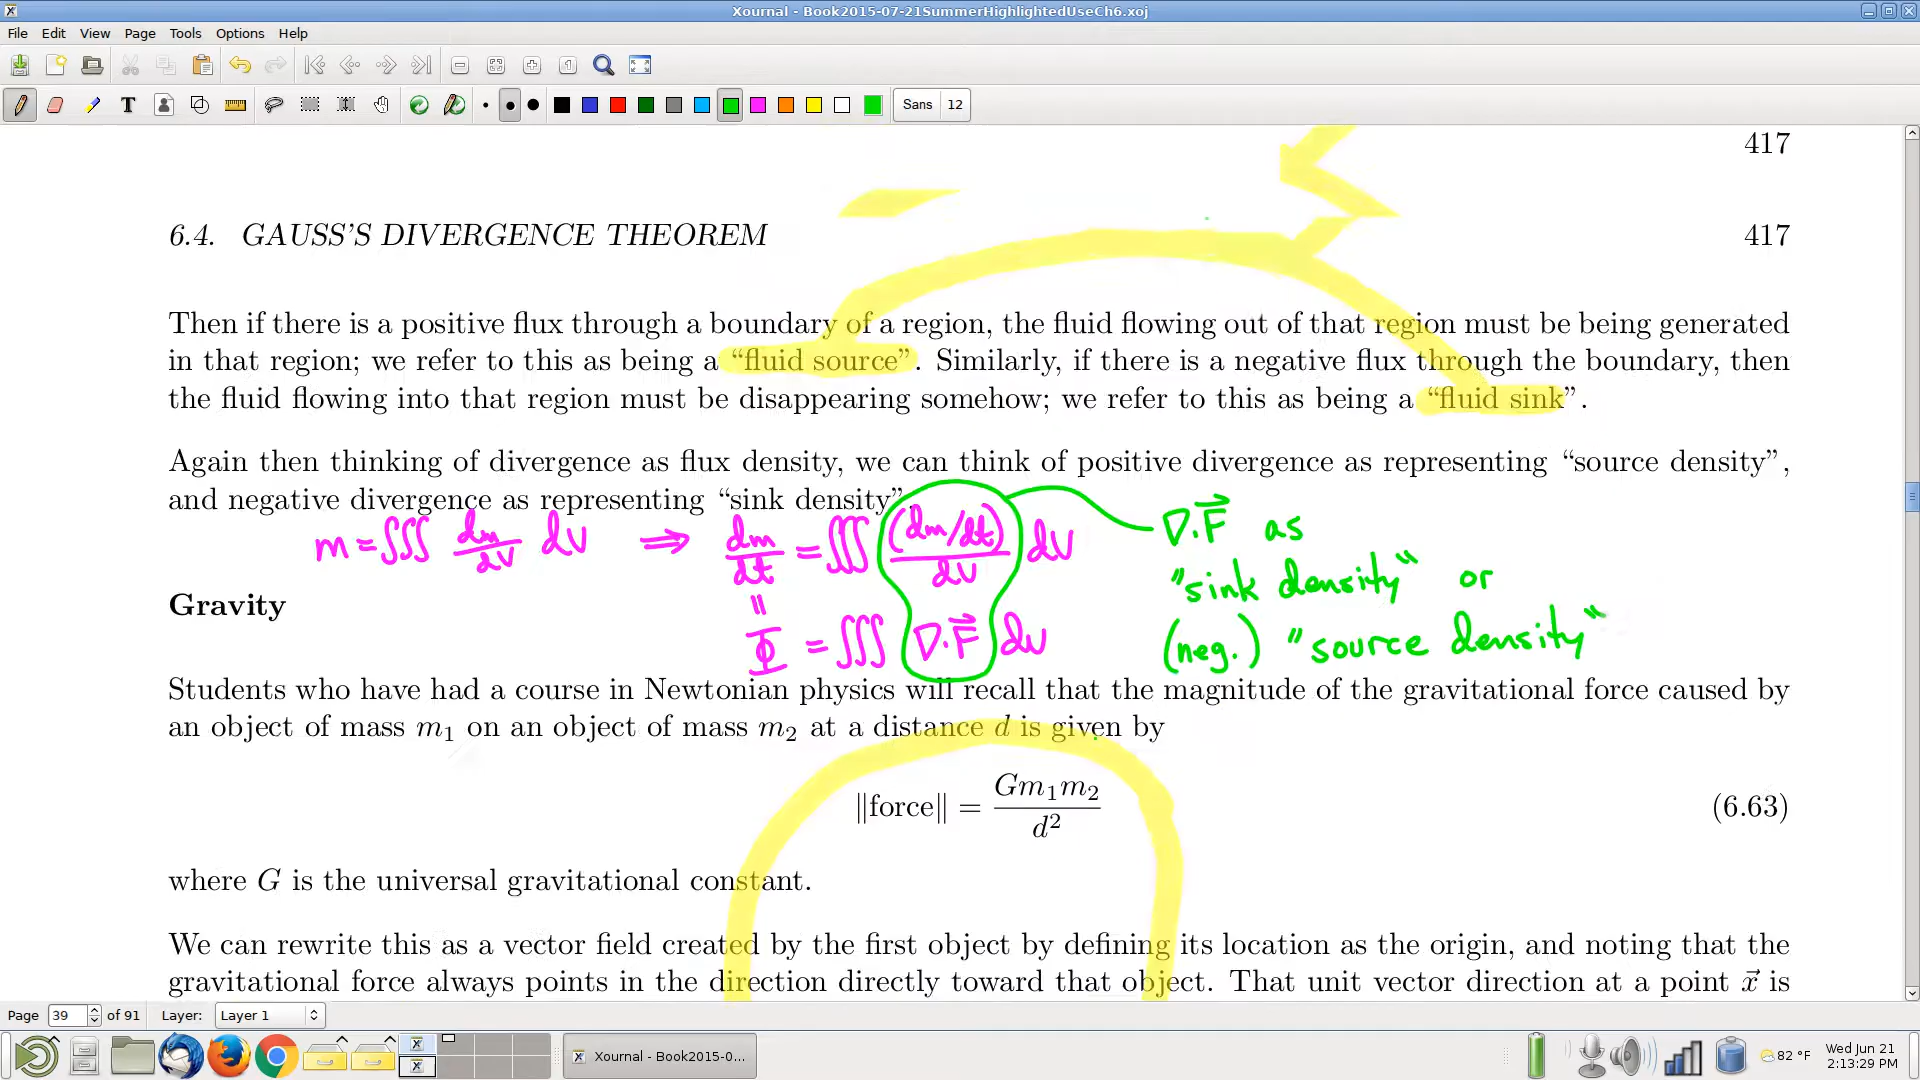 Xournal - Book2015-07-21SummerHighlightedUseCh6.xoj
File Edit View Page Tools Options Help
Sans 12
417
6.4. GAUSS'S DIVERGENCE THEOREM 417
Then if there is a positive flux through a boundary of a region, the fluid flowing out of that region must be being generated
in that region; we refer to this as being a “fluid source”. Similarly, if there is a negative flux through the boundary, then
the fluid flowing into that region must be disappearing somehow; we refer to this as being a “fluid sink”.
Again then thinking of divergence as flux density, we can think of positive divergence as representing “source density”,
and negative divergence as representing “sink density”.
m = ∭ dm/dV dV ⇒ dm/dt = ∭ (dm/dt)/dV dV
∥
Φ = ∭ ∇·F⃗ dV
∇·F⃗ as
"sink density" or
(neg.) "source density"
Gravity
Students who have had a course in Newtonian physics will recall that the magnitude of the gravitational force caused by
an object of mass m₁ on an object of mass m₂ at a distance d is given by
‖force‖ = Gm₁m₂/d² (6.63)
where G is the universal gravitational constant.
We can rewrite this as a vector field created by the first object by defining its location as the origin, and noting that the
gravitational force always points in the direction directly toward that object. That unit vector direction at a point x⃗ is
Page 39 of 91 Layer: Layer 1
Xournal - Book2015-0...
82 °F
Wed Jun 21
2:13:29 PM